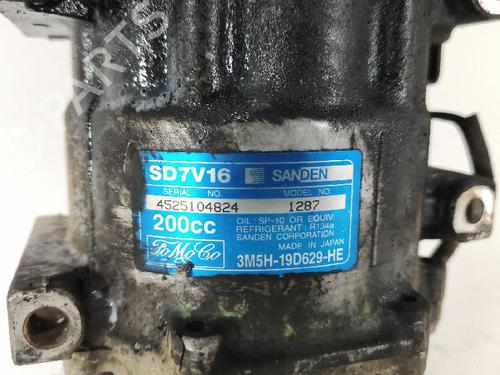 SD7V16 SANDEN
SERIAL NO. MODEL NO.
4525104824 1287
200cc OIL: SP-10 OR EQUIV.
REFRIGERANT: R134a
SANDEN CORPORATION
MADE IN JAPAN
FoMoCo 3M5H-19D629-HE